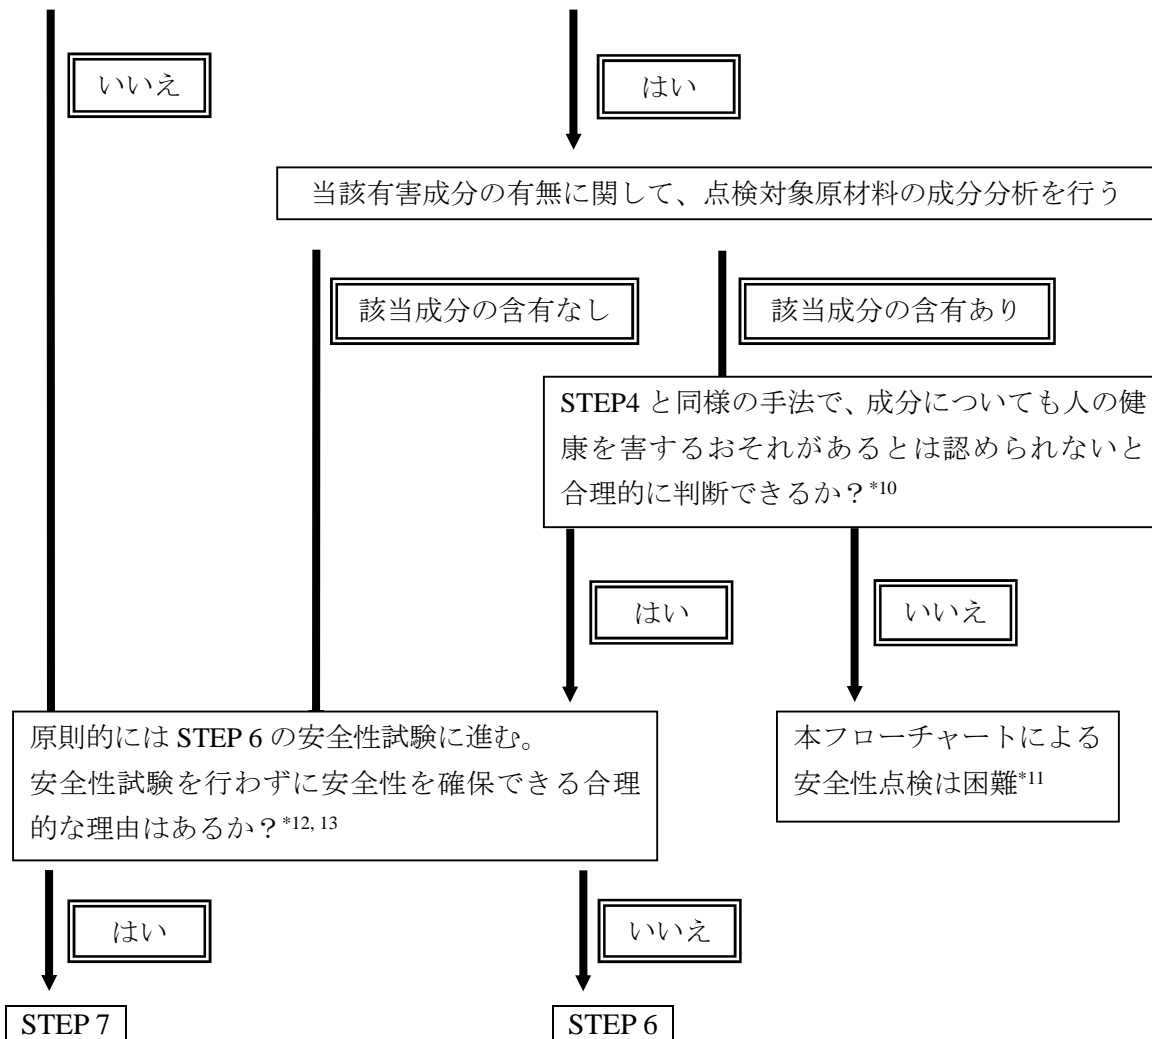 いいえ
はい
当該有害成分の有無に関して、点検対象原材料の成分分析を行う
該当成分の含有なし
該当成分の含有あり
STEP4 と同様の手法で、成分についても人の健
康を害するおそれがあるとは認められないと
合理的に判断できるか？*10
はい
いいえ
原則的には STEP 6 の安全性試験に進む。
安全性試験を行わずに安全性を確保できる合理
的な理由はあるか？*12, 13
本フローチャートによる
安全性点検は困難*11
はい
いいえ
STEP 7
STEP 6